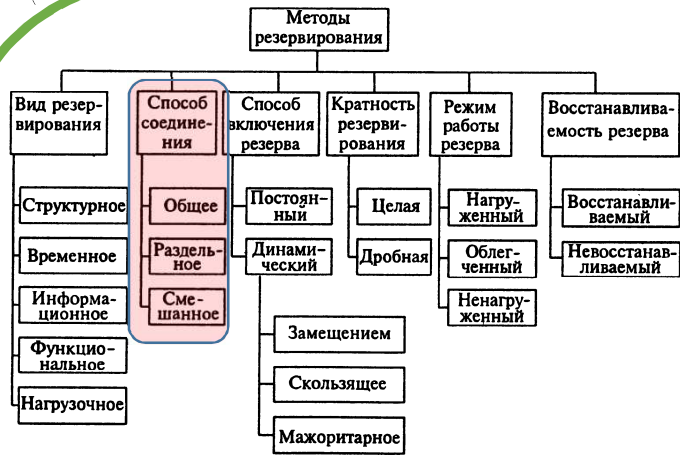 Методы
резервирования
Вид резер-
вирования
Структурное
Временное
Информа-
ционное
Функцио-
нальное
Нагрузочное
Способ
соедине-
ния
Общее
Раздель-
ное
Сме-
шанное
Способ
включения
резерва
Постоян-
ный
Динами-
ческий
Замещением
Скользящее
Мажоритарное
Кратность
резерви-
рования
Целая
Дробная
Режим
работы
резерва
Нагру-
женный
Облег-
ченный
Ненагру-
женный
Восстанавлива-
емость резерва
Восстанавли-
ваемый
Невосстанав-
ливаемый